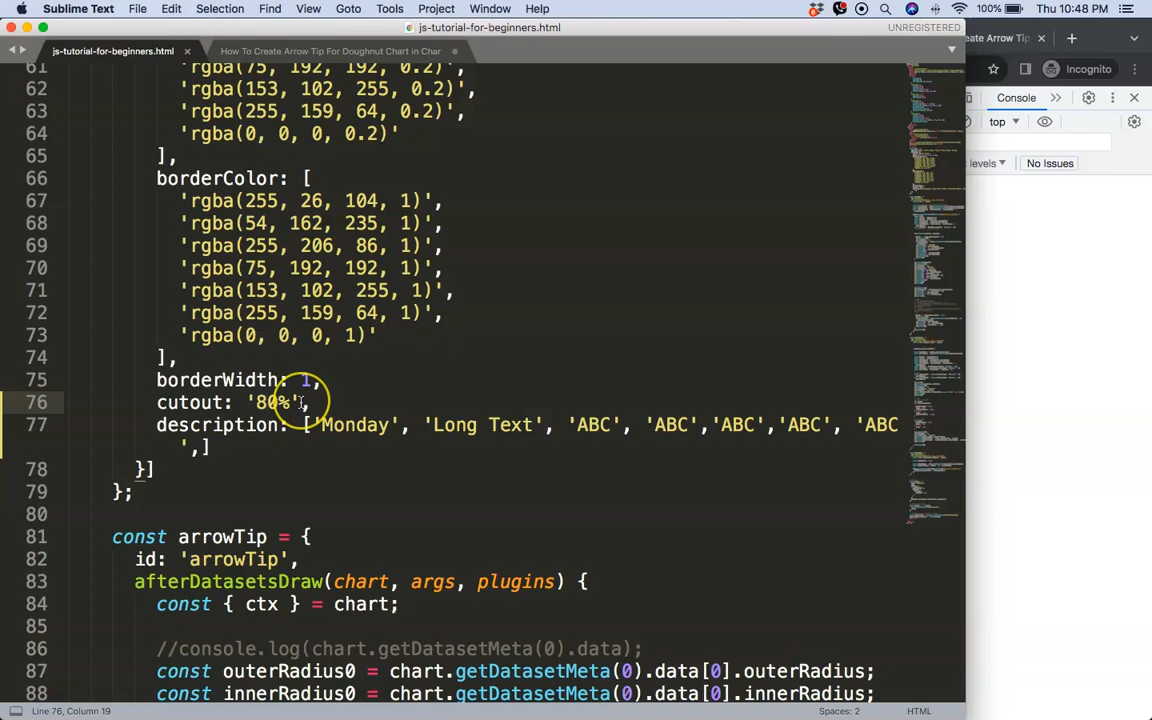 Sublime Text File Edit Selection Find View Goto Tools Project Window Help 100% Thu 10:48 PM
js-tutorial-for-beginners.html UNREGISTERED
js-tutorial-for-beginners.html × How To Create Arrow Tip For Doughnut Chart in Char
reate Arrow Tip × +
Incognito
Console »
top
levels No Issues
61 'rgba(75, 192, 192, 0.2)',
62 'rgba(153, 102, 255, 0.2)',
63 'rgba(255, 159, 64, 0.2)',
64 'rgba(0, 0, 0, 0.2)'
65 ],
66 borderColor: [
67 'rgba(255, 26, 104, 1)',
68 'rgba(54, 162, 235, 1)',
69 'rgba(255, 206, 86, 1)',
70 'rgba(75, 192, 192, 1)',
71 'rgba(153, 102, 255, 1)',
72 'rgba(255, 159, 64, 1)',
73 'rgba(0, 0, 0, 1)'
74 ],
75 borderWidth: 1,
76 cutout: '80%',
77 description: ['Monday', 'Long Text', 'ABC', 'ABC','ABC','ABC', 'ABC
',]
78 }]
79 };
80
81 const arrowTip = {
82 id: 'arrowTip',
83 afterDatasetsDraw(chart, args, plugins) {
84 const { ctx } = chart;
85
86 //console.log(chart.getDatasetMeta(0).data);
87 const outerRadius0 = chart.getDatasetMeta(0).data[0].outerRadius;
88 const innerRadius0 = chart.getDatasetMeta(0).data[0].innerRadius;
Line 76, Column 19 Spaces: 2 HTML